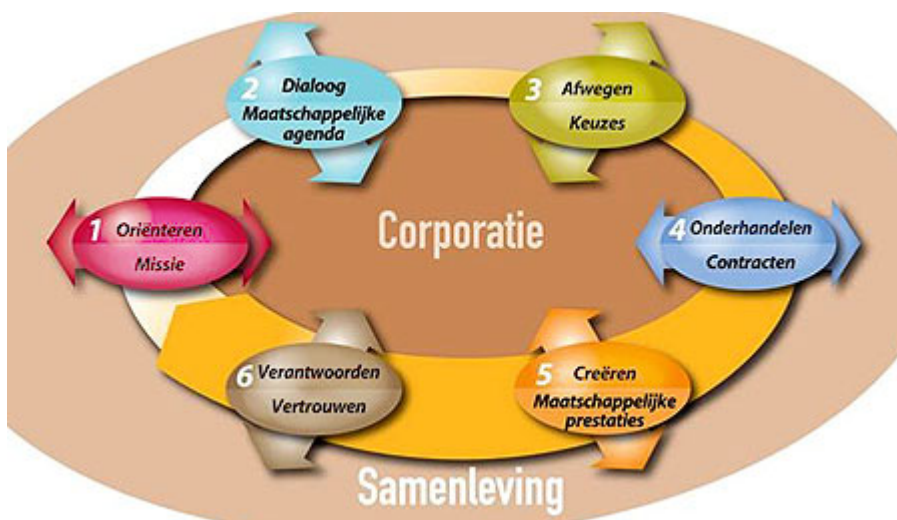 2 Dialoog
Maatschappelijke
agenda
3 Afwegen
Keuzes
1 Oriënteren
Missie
Corporatie
4 Onderhandelen
Contracten
6 Verantwoorden
Vertrouwen
5 Creëren
Maatschappelijke
prestaties
Samenleving